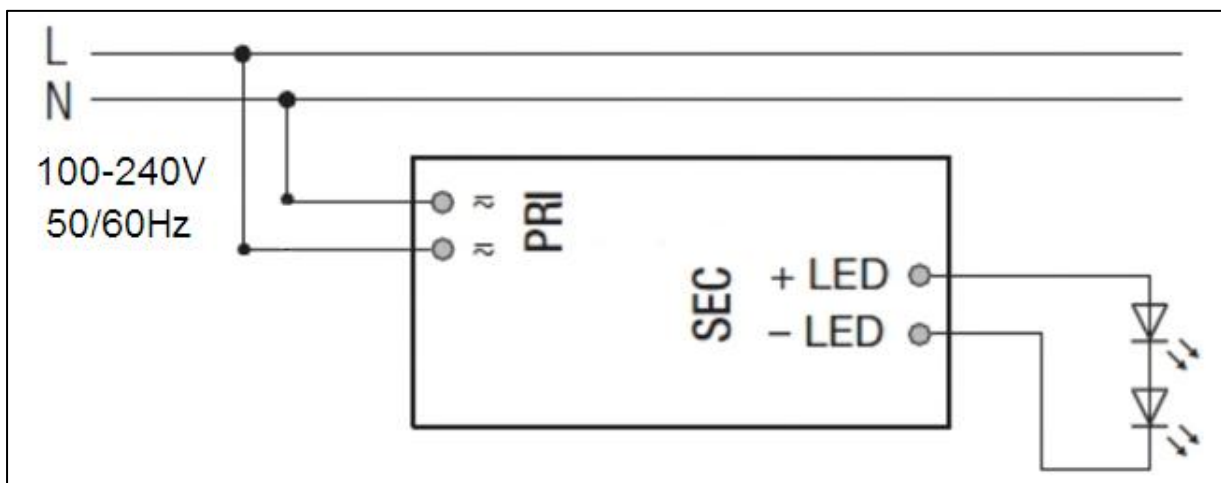 L
N
100-240V
50/60Hz
≂ PRI
≂
SEC
+ LED
− LED